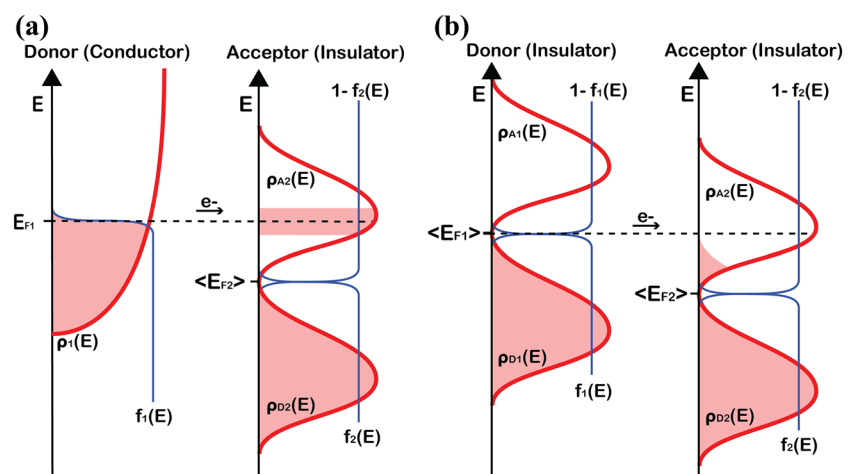 (a)
Donor (Conductor)
Acceptor (Insulator)
E
E
1- f₂(E)
ρA2(E)
e-
EF1
<EF2>
ρ₁(E)
ρD2(E)
f₁(E)
f₂(E)
(b)
Donor (Insulator)
Acceptor (Insulator)
E
E
1- f₁(E)
1- f₂(E)
ρA1(E)
ρA2(E)
e-
<EF1>
<EF2>
ρD1(E)
f₁(E)
ρD2(E)
f₂(E)